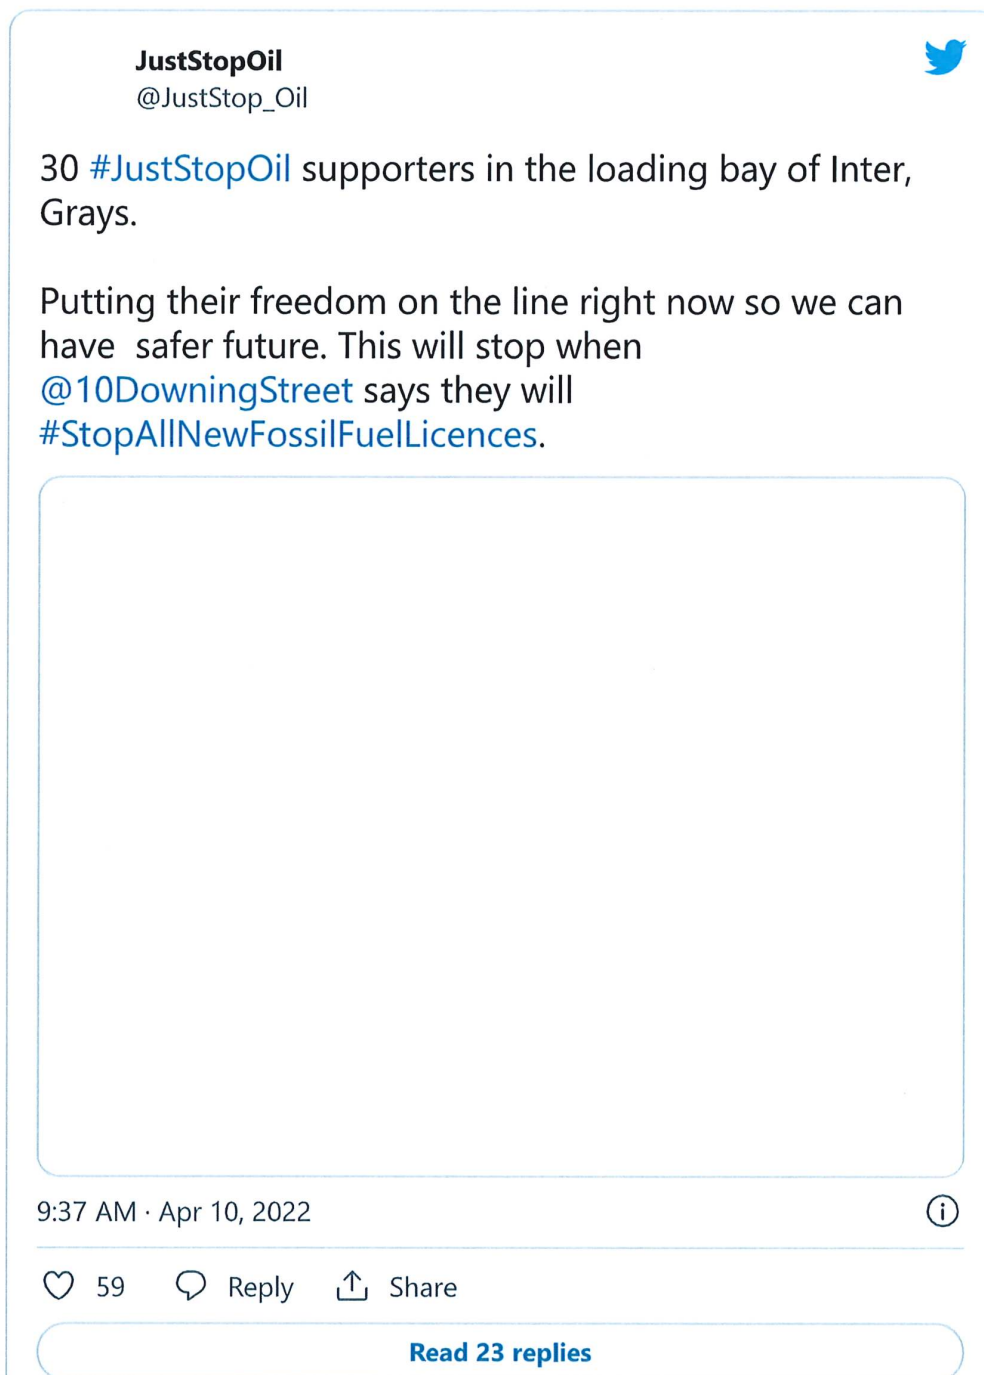 JustStopOil
@JustStop_Oil
30 #JustStopOil supporters in the loading bay of Inter,
Grays.
Putting their freedom on the line right now so we can
have  safer future. This will stop when
@10DowningStreet says they will
#StopAllNewFossilFuelLicences.
9:37 AM · Apr 10, 2022
59 Reply Share
Read 23 replies